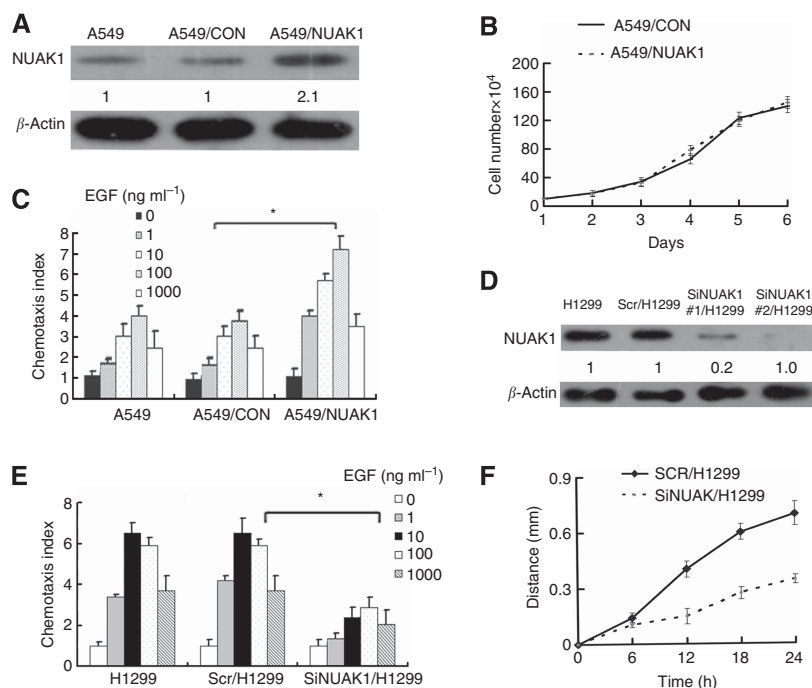 A
A549 A549/CON A549/NUAK1
NUAK1
1 1 2.1
β-Actin
B
A549/CON
A549/NUAK1
200
160
120
80
40
0
Cell number×10⁴
1 2 3 4 5 6
Days
C
EGF (ng ml⁻¹)
0
1
10
100
1000
*
8
7
6
5
4
3
2
1
0
Chemotaxis index
A549 A549/CON A549/NUAK1
D
H1299 Scr/H1299 SiNUAK1 #1/H1299 SiNUAK1 #2/H1299
NUAK1
1 1 0.2 1.0
β-Actin
E
EGF (ng ml⁻¹)
0
1
10
100
1000
*
8
6
4
2
0
Chemotaxis index
H1299 Scr/H1299 SiNUAK1/H1299
F
SCR/H1299
SiNUAK/H1299
0.9
0.6
0.3
0
Distance (mm)
0 6 12 18 24
Time (h)